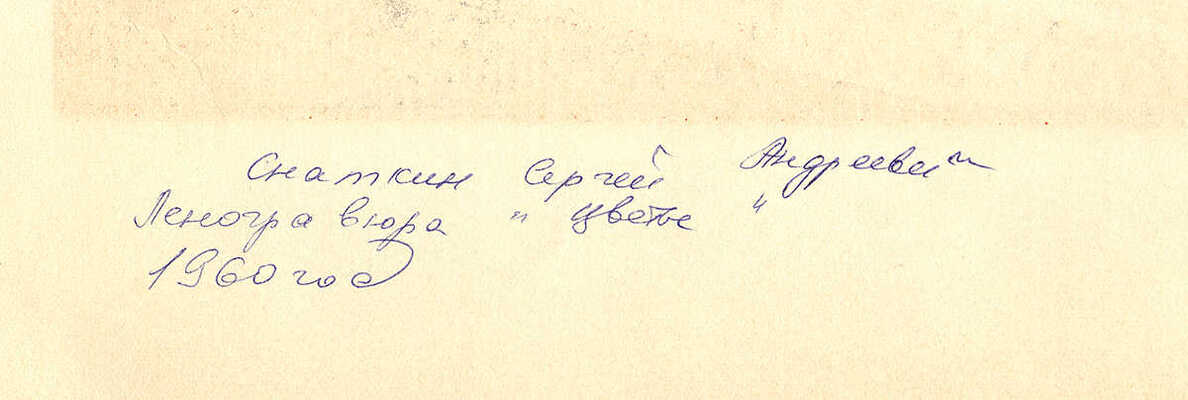 Снаткин Сергей Андреевич
Леногравюра " Цветы "
1960 год